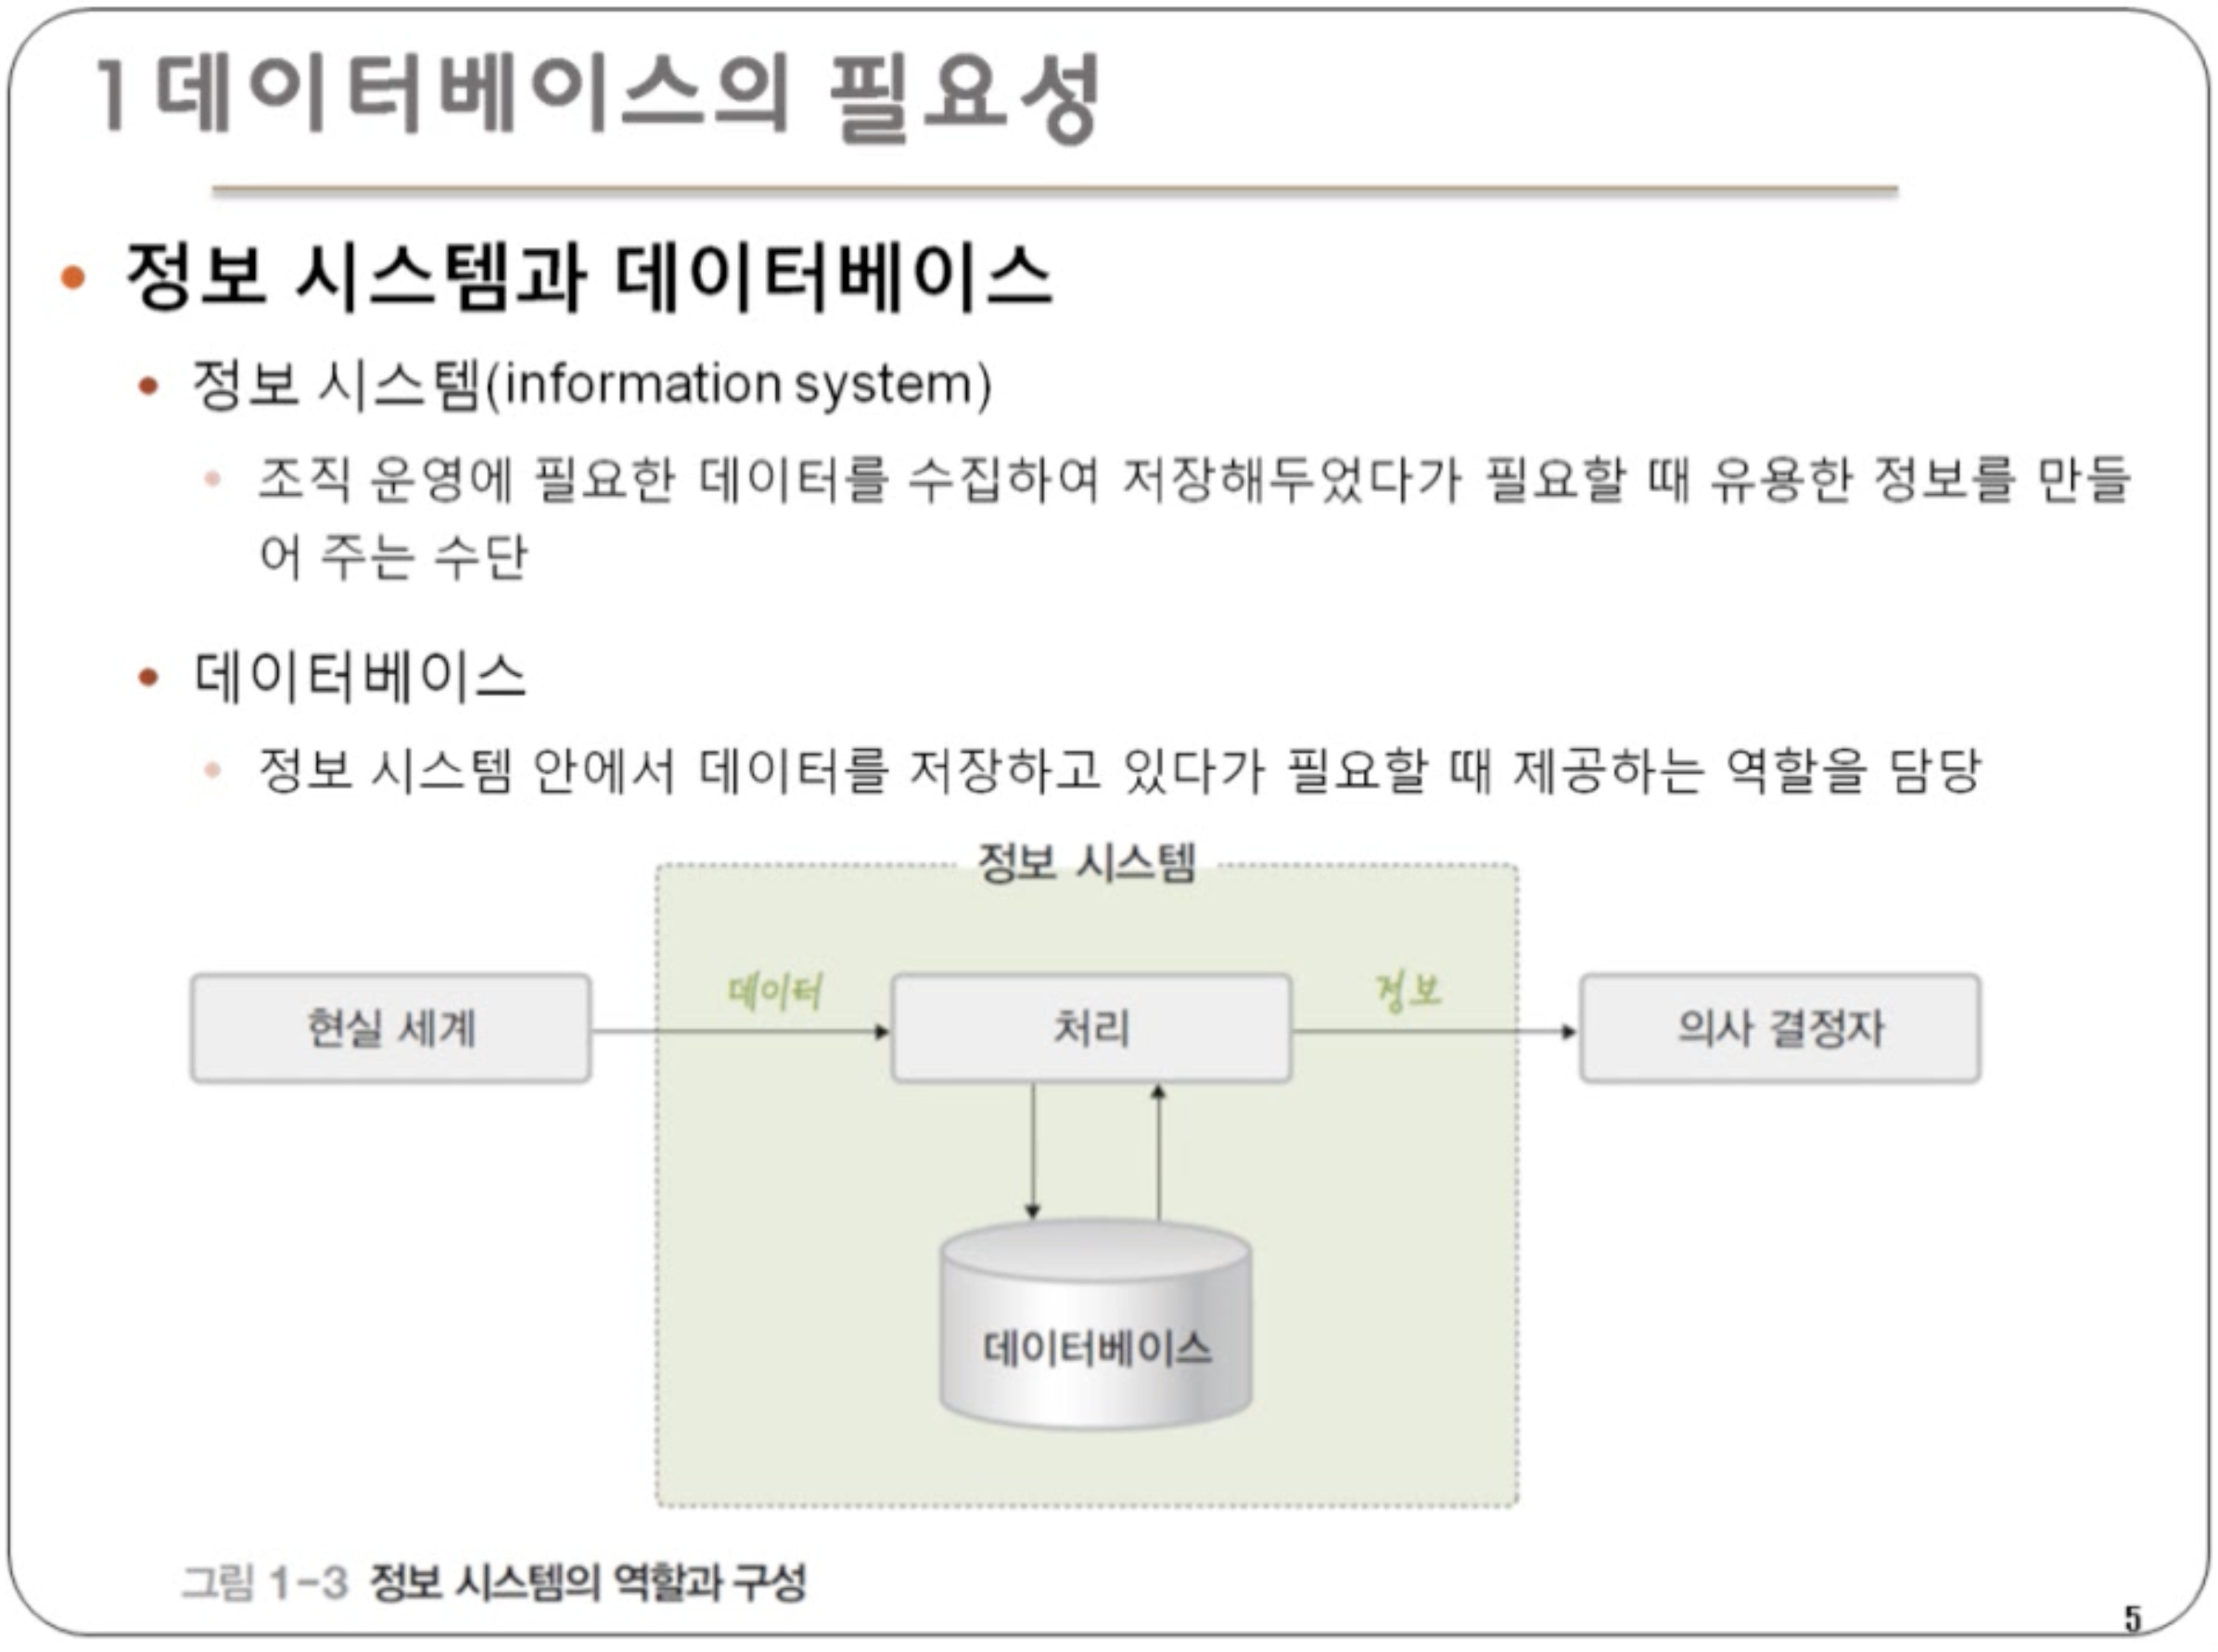 1 데이터베이스의 필요성
정보 시스템과 데이터베이스
정보 시스템(information system)
조직 운영에 필요한 데이터를 수집하여 저장해두었다가 필요할 때 유용한 정보를 만들
어 주는 수단
데이터베이스
정보 시스템 안에서 데이터를 저장하고 있다가 필요할 때 제공하는 역할을 담당
정보 시스템
현실 세계
데이터
처리
정보
의사 결정자
데이터베이스
그림 1-3 정보 시스템의 역할과 구성
5